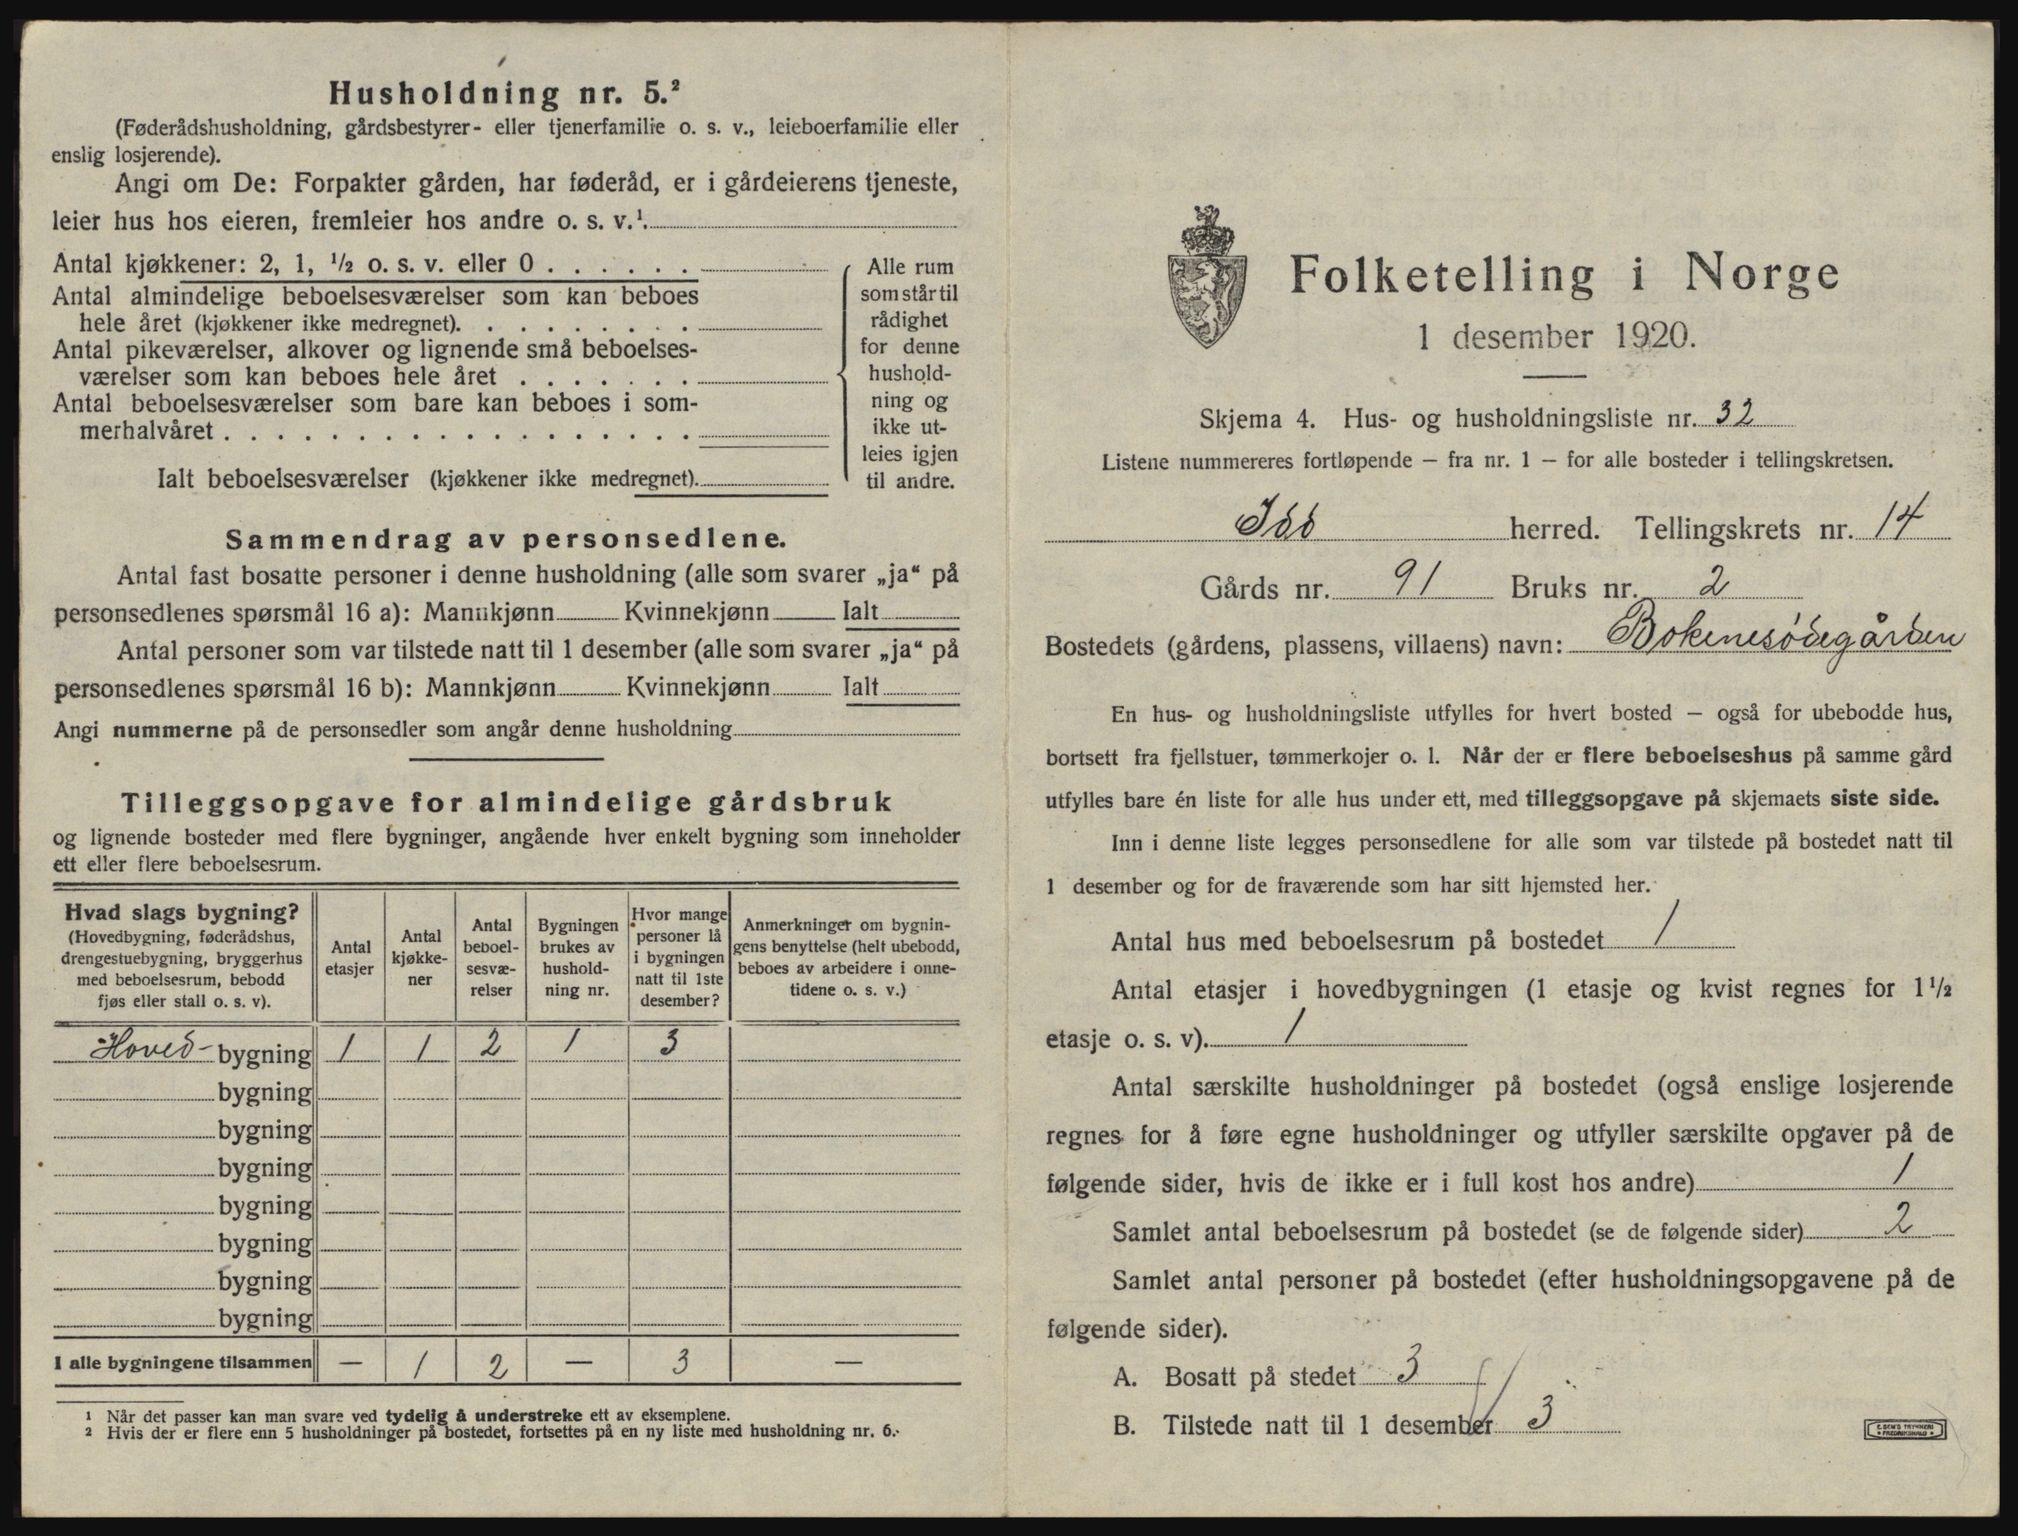 Husholdning nr. 5.²
(Føderådshusholdning, gårdsbestyrer- eller tjenerfamilie o. s. v., leieboerfamilie eller
enslig losjerende).
Angi om De: Forpakter gården, har føderåd, er i gårdeierens tjeneste,
leier hus hos eieren, fremleier hos andre o. s. v.¹.
Antal kjøkkener: 2, 1, ½ o. s. v. eller 0 . . . . . .
Antal almindelige beboelsesværelser som kan beboes
hele året (kjøkkener ikke medregnet). . . . . . . . .
Antal pikeværelser, alkover og lignende små beboelses-
værelser som kan beboes hele året . . . . . . .
Antal beboelsesværelser som bare kan beboes i som-
merhalvåret . . . . . . . . . . . . . . . . . .
Ialt beboelsesværelser (kjøkkener ikke medregnet).
Alle rum
som står til
rådighet
for denne
hushold-
ning og
ikke ut-
leies igjen
til andre.
Sammendrag av personsedlene.
Antal fast bosatte personer i denne husholdning (alle som svarer „ja“ på
personsedlenes spørsmål 16 a): Mannkjønn Kvinnekjønn Ialt
Antal personer som var tilstede natt til 1 desember (alle som svarer „ja“ på
personsedlenes spørsmål 16 b): Mannkjønn Kvinnekjønn Ialt
Angi nummerne på de personsedler som angår denne husholdning
Tilleggsopgave for almindelige gårdsbruk
og lignende bosteder med flere bygninger, angående hver enkelt bygning som inneholder
ett eller flere beboelsesrum.
Hvad slags bygning?
(Hovedbygning, føderådshus,
drengestuebygning, bryggerhus
med beboelsesrum, bebodd
fjøs eller stall o. s. v).
Antal
etasjer
Antal
kjøkke-
ner
Antal
beboel-
sesvæ-
relser
Bygningen
brukes av
hushold-
ning nr.
Hvor mange
personer lå
i bygningen
natt til 1ste
desember?
Anmerkninger om bygnin-
gens benyttelse (helt ubebodd,
beboes av arbeidere i onne-
tidene o. s. v.)
Hoved- bygning 1 1 2 1 3
bygning
bygning
bygning
bygning
bygning
bygning
bygning
I alle bygningene tilsammen — 1 2 — 3 —
¹ Når det passer kan man svare ved tydelig å understreke ett av eksemplene.
² Hvis der er flere enn 5 husholdninger på bostedet, fortsettes på en ny liste med husholdning nr. 6.
Folketelling i Norge
1 desember 1920.
Skjema 4. Hus- og husholdningsliste nr. 32
Listene nummereres fortløpende — fra nr. 1 — for alle bosteder i tellingskretsen.
Idd herred. Tellingskrets nr. 14
Gårds nr. 91 Bruks nr. 2
Bostedets (gårdens, plassens, villaens) navn: Bokenesødegården
En hus- og husholdningsliste utfylles for hvert bosted — også for ubebodde hus,
bortsett fra fjellstuer, tømmerkojer o. l. Når der er flere beboelseshus på samme gård
utfylles bare én liste for alle hus under ett, med tilleggsopgave på skjemaets siste side.
Inn i denne liste legges personsedlene for alle som var tilstede på bostedet natt til
1 desember og for de fraværende som har sitt hjemsted her.
Antal hus med beboelsesrum på bostedet 1
Antal etasjer i hovedbygningen (1 etasje og kvist regnes for 1½
etasje o. s. v). 1
Antal særskilte husholdninger på bostedet (også enslige losjerende
regnes for å føre egne husholdninger og utfyller særskilte opgaver på de
følgende sider, hvis de ikke er i full kost hos andre) 1
Samlet antal beboelsesrum på bostedet (se de følgende sider) 2
Samlet antal personer på bostedet (efter husholdningsopgavene på de
følgende sider).
A. Bosatt på stedet 3
B. Tilstede natt til 1 desember 3
E. SEM'S TRYKKERI
FREDRIKSHALD